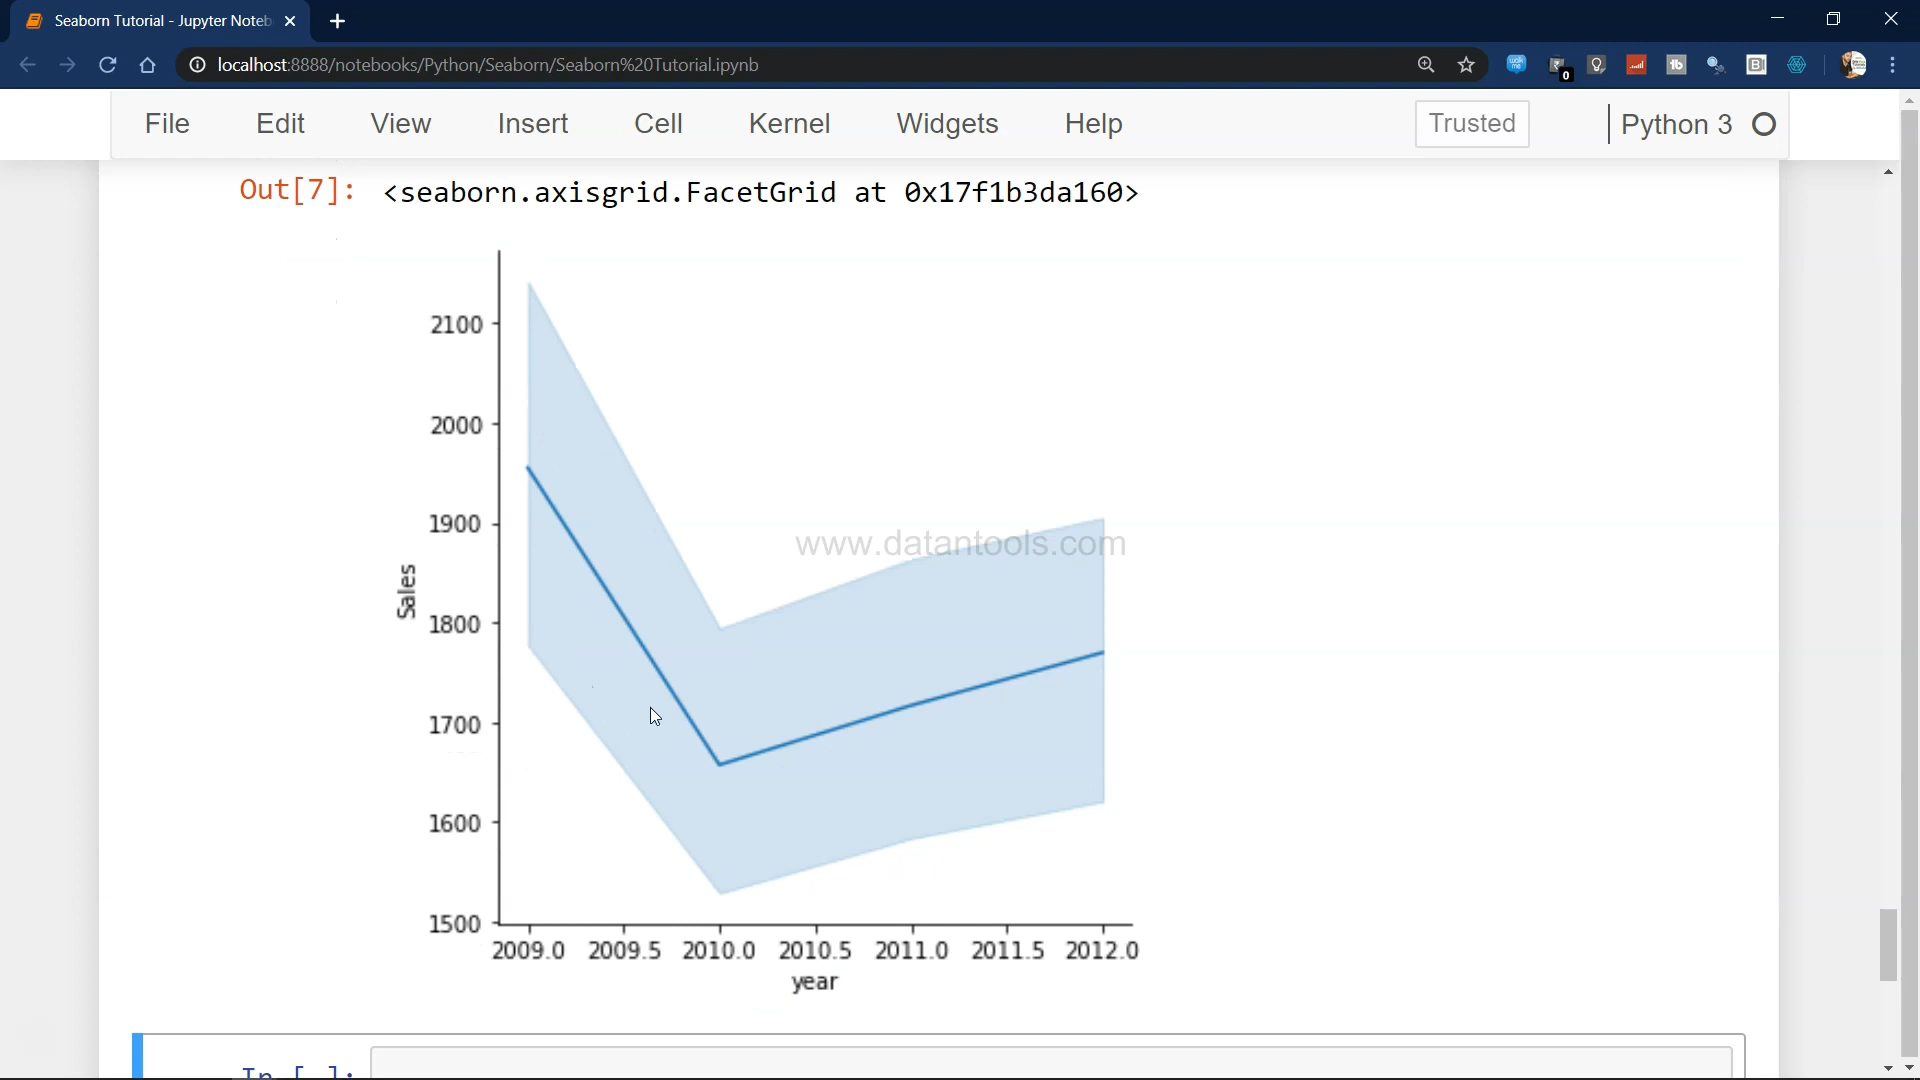 Seaborn Tutorial - Jupyter Noteb
localhost:8888/notebooks/Python/Seaborn/Seaborn%20Tutorial.ipynb
0
File Edit View Insert Cell Kernel Widgets Help Trusted Python 3
Out[7]: <seaborn.axisgrid.FacetGrid at 0x17f1b3da160>
2100
2000
1900
www.datantools.com
Sales
1800
1700
1600
1500
2009.0 2009.5 2010.0 2010.5 2011.0 2011.5 2012.0
year
In [ ]: